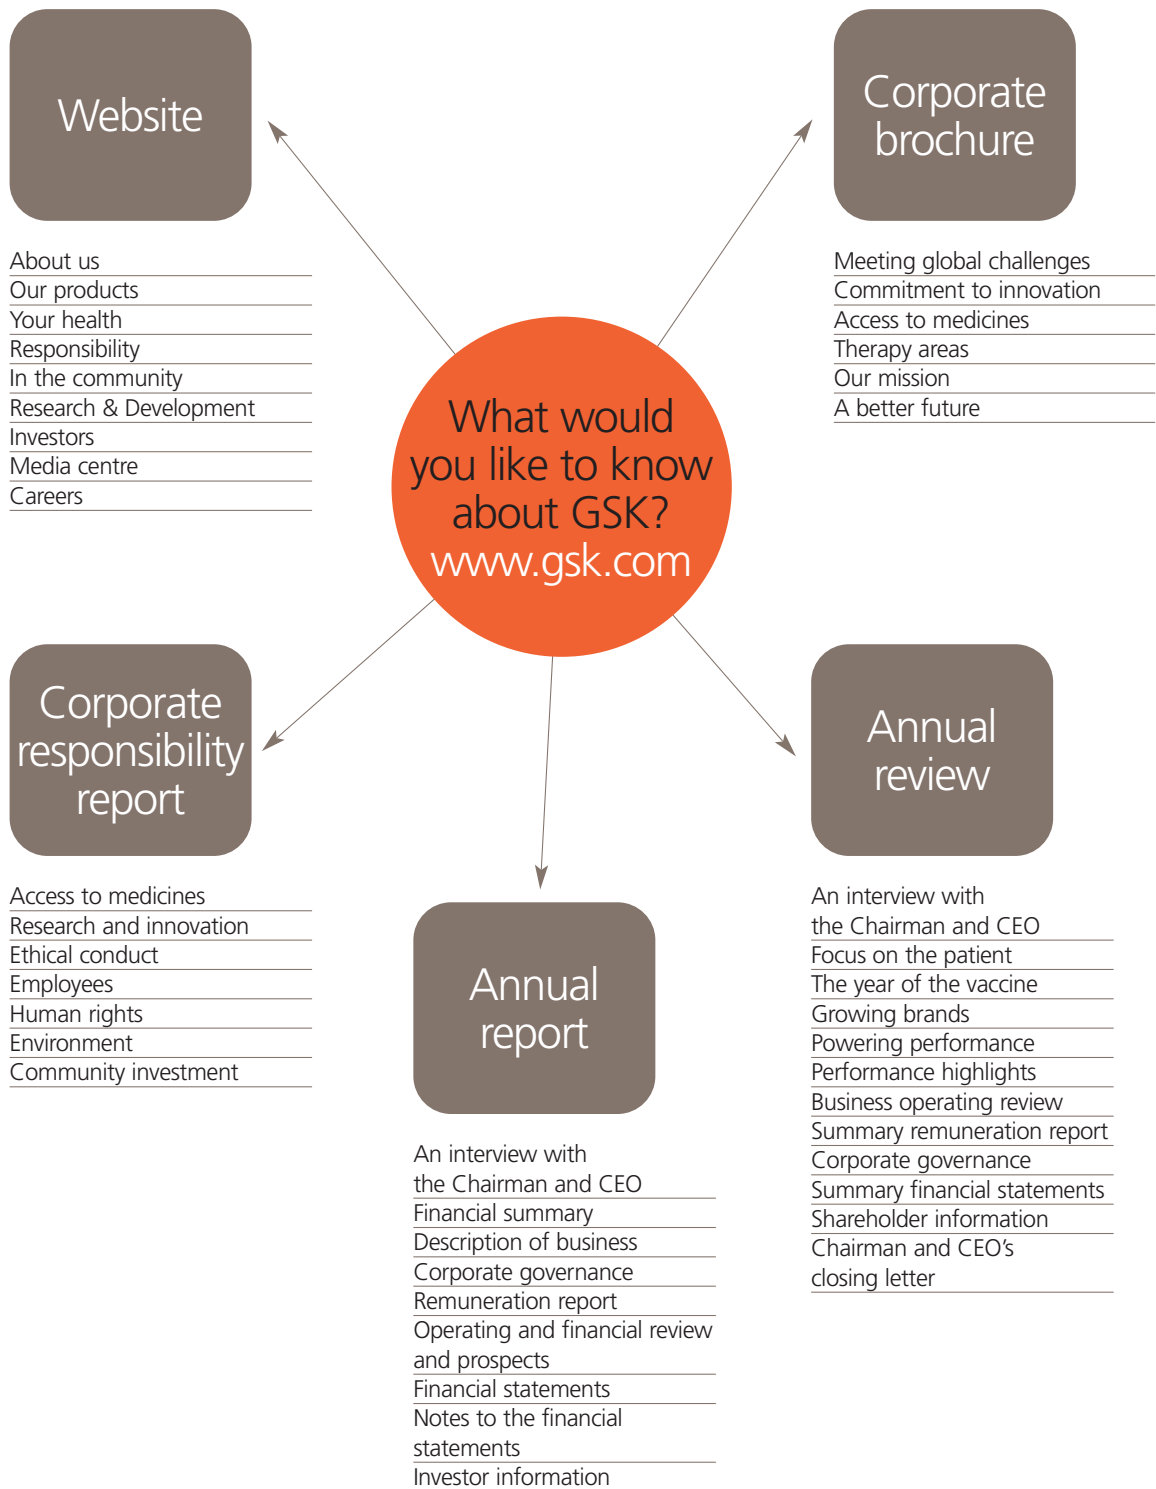 Website
About us
Our products
Your health
Responsibility
In the community
Research & Development
Investors
Media centre
Careers
Corporate
brochure
Meeting global challenges
Commitment to innovation
Access to medicines
Therapy areas
Our mission
A better future
What would
you like to know
about GSK?
www.gsk.com
Corporate
responsibility
report
Access to medicines
Research and innovation
Ethical conduct
Employees
Human rights
Environment
Community investment
Annual
report
An interview with
the Chairman and CEO
Financial summary
Description of business
Corporate governance
Remuneration report
Operating and financial review
and prospects
Financial statements
Notes to the financial
statements
Investor information
Annual
review
An interview with
the Chairman and CEO
Focus on the patient
The year of the vaccine
Growing brands
Powering performance
Performance highlights
Business operating review
Summary remuneration report
Corporate governance
Summary financial statements
Shareholder information
Chairman and CEO’s
closing letter